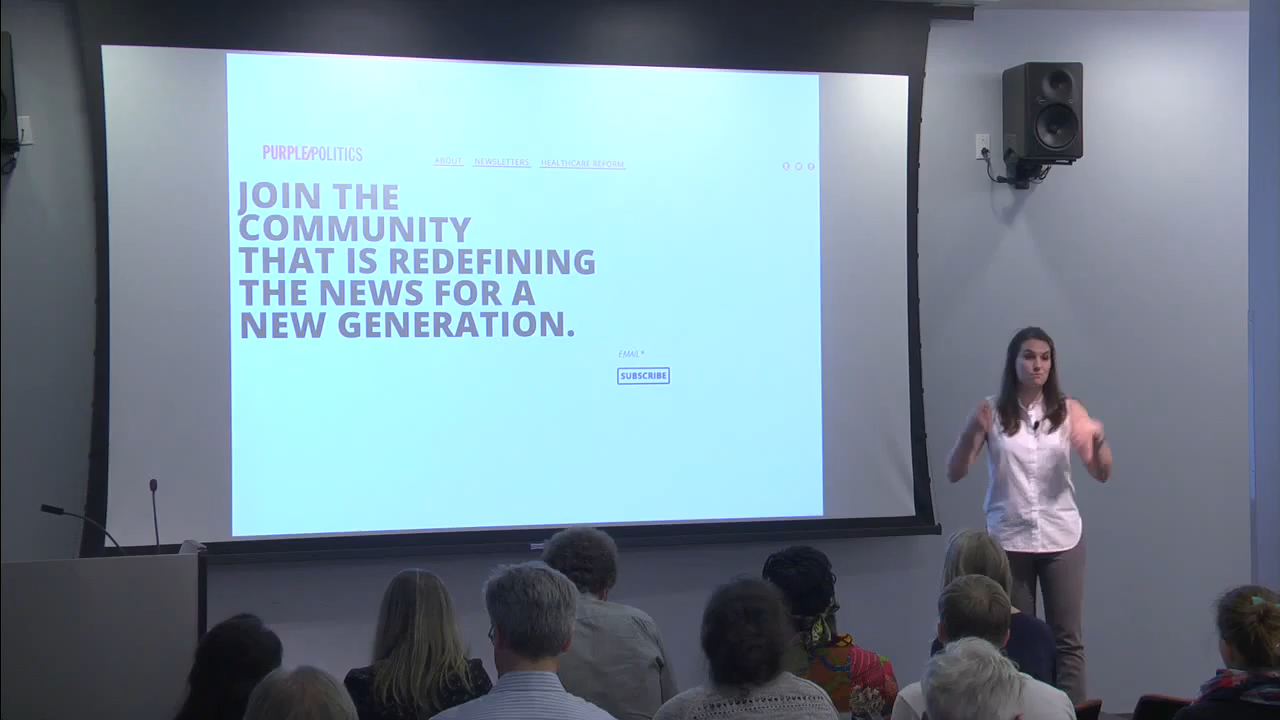 PURPLE/POLITICS
ABOUT NEWSLETTERS HEALTHCARE REFORM
JOIN THE
COMMUNITY
THAT IS REDEFINING
THE NEWS FOR A
NEW GENERATION.
EMAIL*
SUBSCRIBE